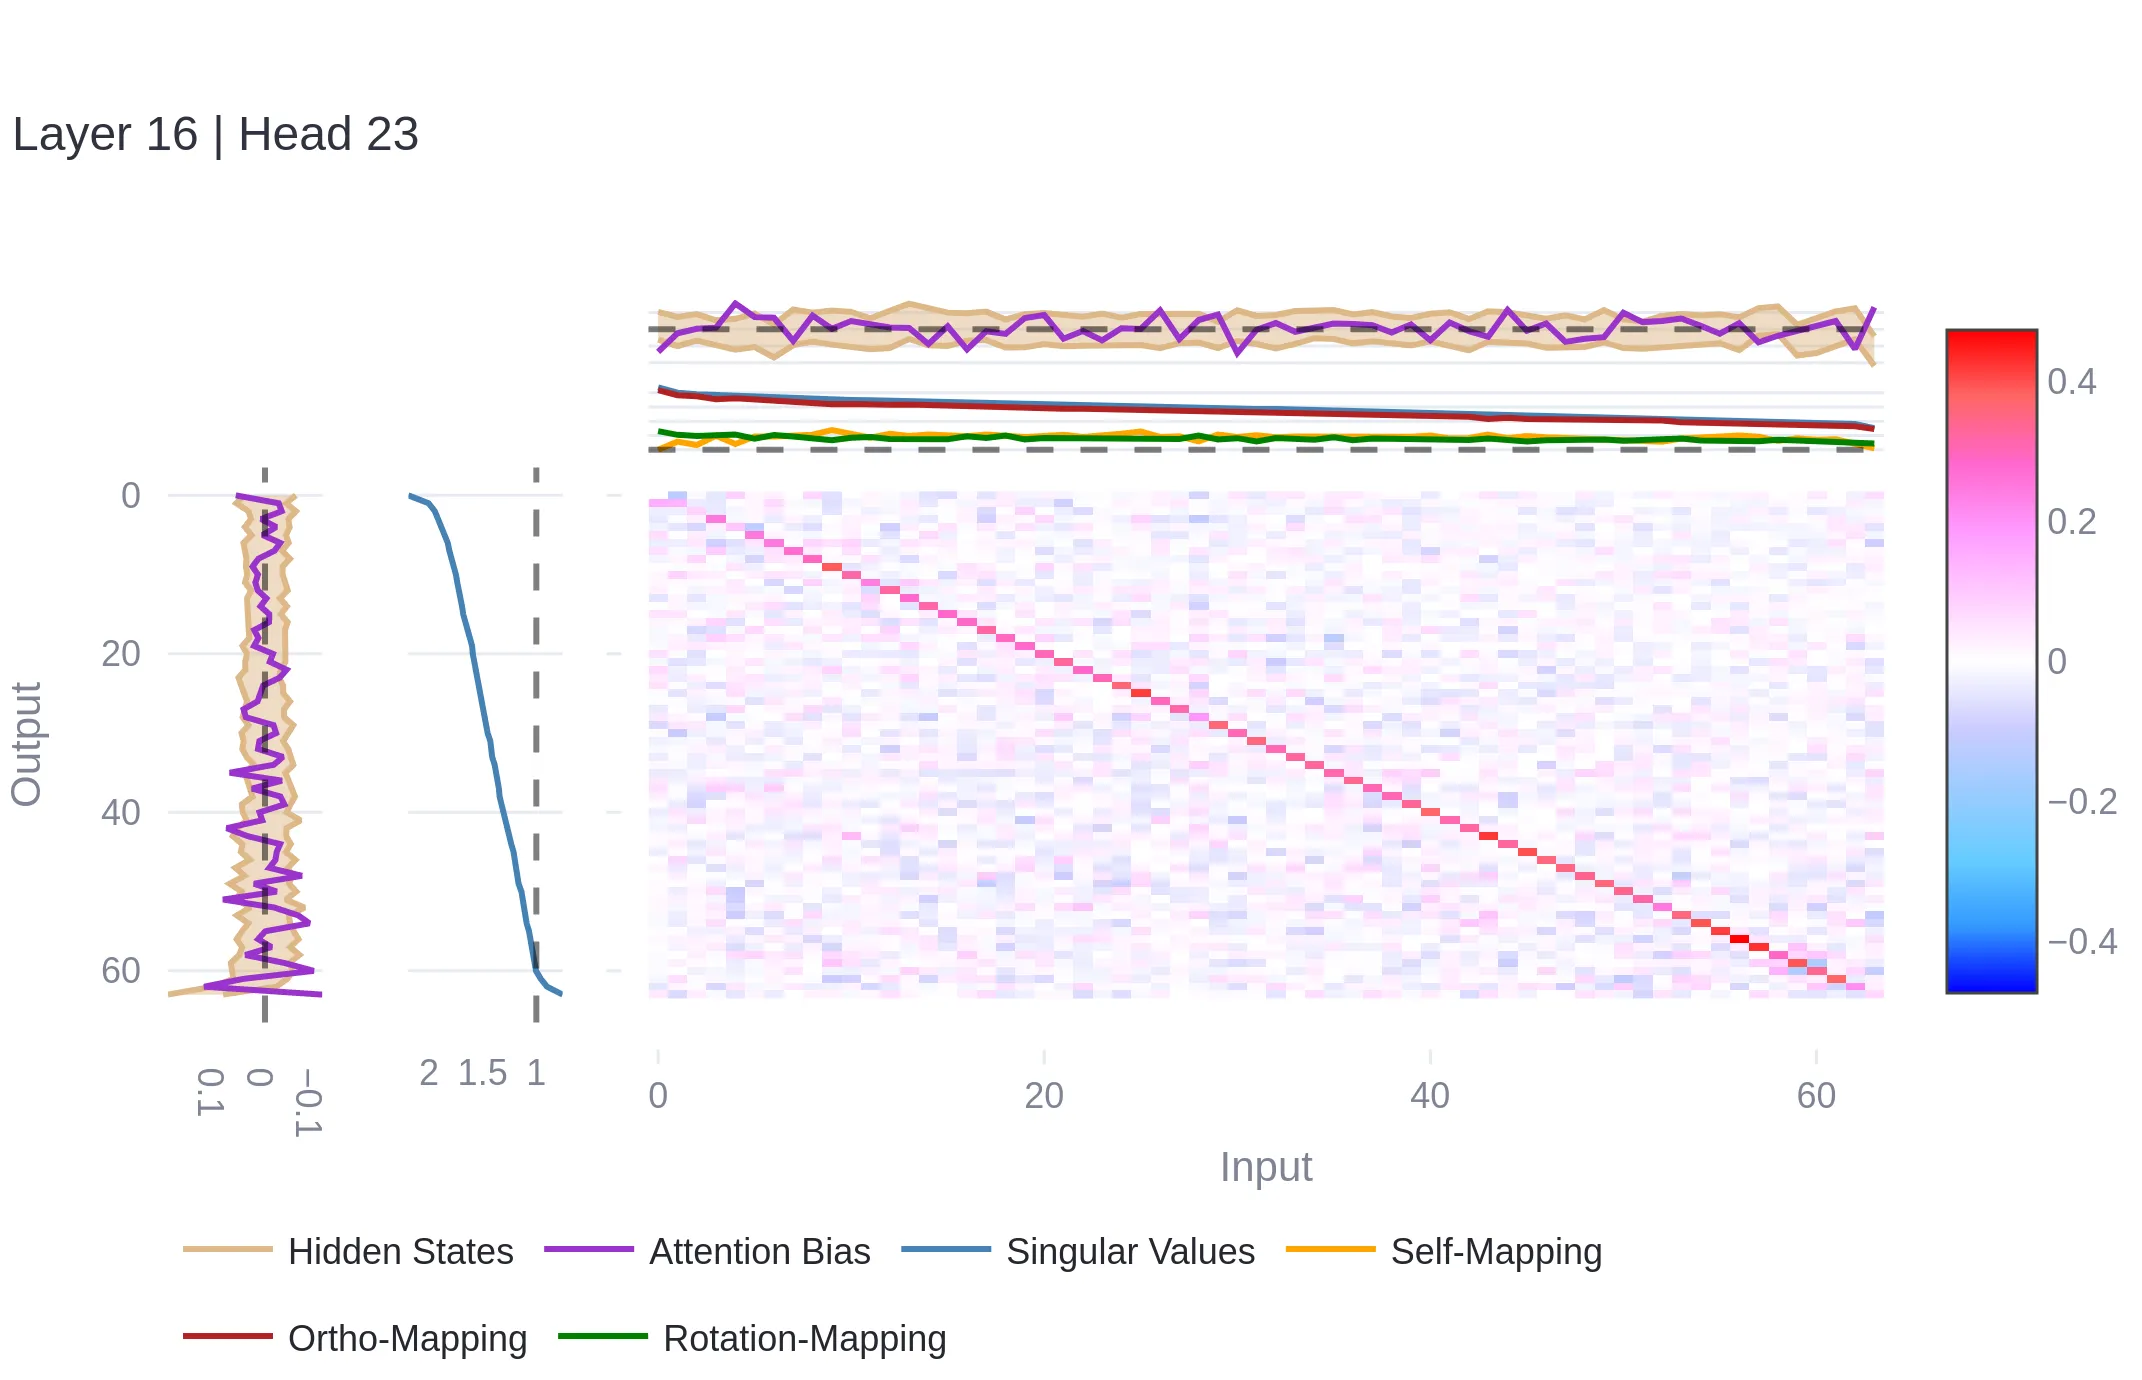 Layer 16 | Head 23
0
20
40
60
Output
0.1
0
−0.1
2
1.5
1
0
20
40
60
Input
0.4
0.2
0
−0.2
−0.4
Hidden States
Attention Bias
Singular Values
Self-Mapping
Ortho-Mapping
Rotation-Mapping